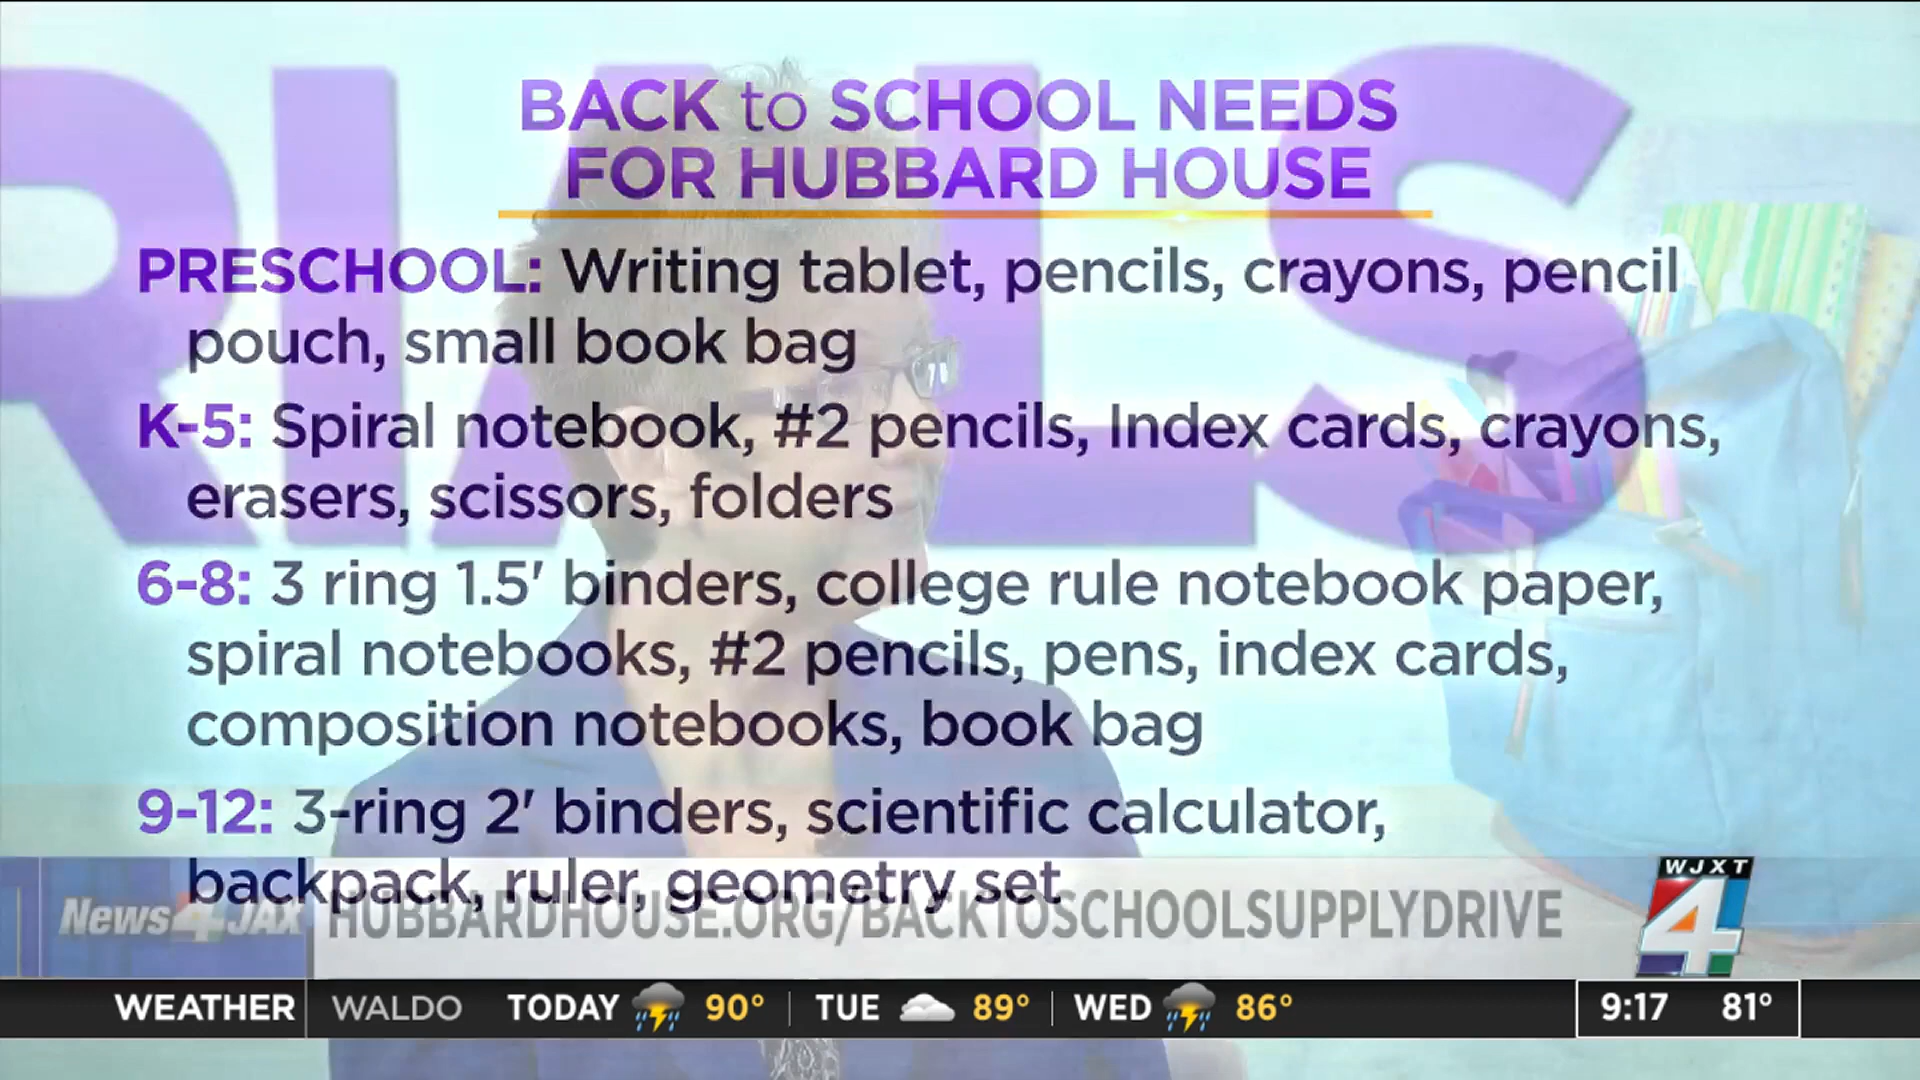 RIALS
BACK to SCHOOL NEEDS
FOR HUBBARD HOUSE
PRESCHOOL: Writing tablet, pencils, crayons, pencil
pouch, small book bag
K-5: Spiral notebook, #2 pencils, Index cards, crayons,
erasers, scissors, folders
6-8: 3 ring 1.5' binders, college rule notebook paper,
spiral notebooks, #2 pencils, pens, index cards,
composition notebooks, book bag
9-12: 3-ring 2' binders, scientific calculator,
backpack, ruler, geometry set
News4JAX HUBBARDHOUSE.ORG/BACKTOSCHOOLSUPPLYDRIVE
WJXT
4
WEATHER WALDO TODAY 90° TUE 89° WED 86° 9:17 81°